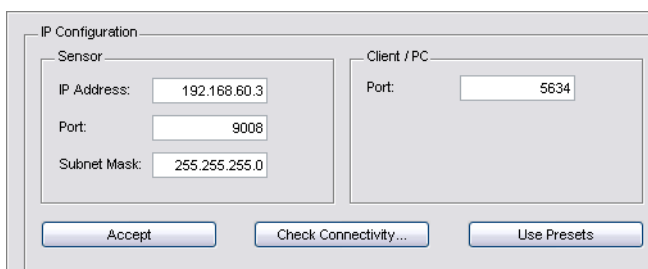 IP Configuration
Sensor
IP Address: 192.168.60.3
Port: 9008
Subnet Mask: 255.255.255.0
Client / PC
Port: 5634
Accept
Check Connectivity...
Use Presets